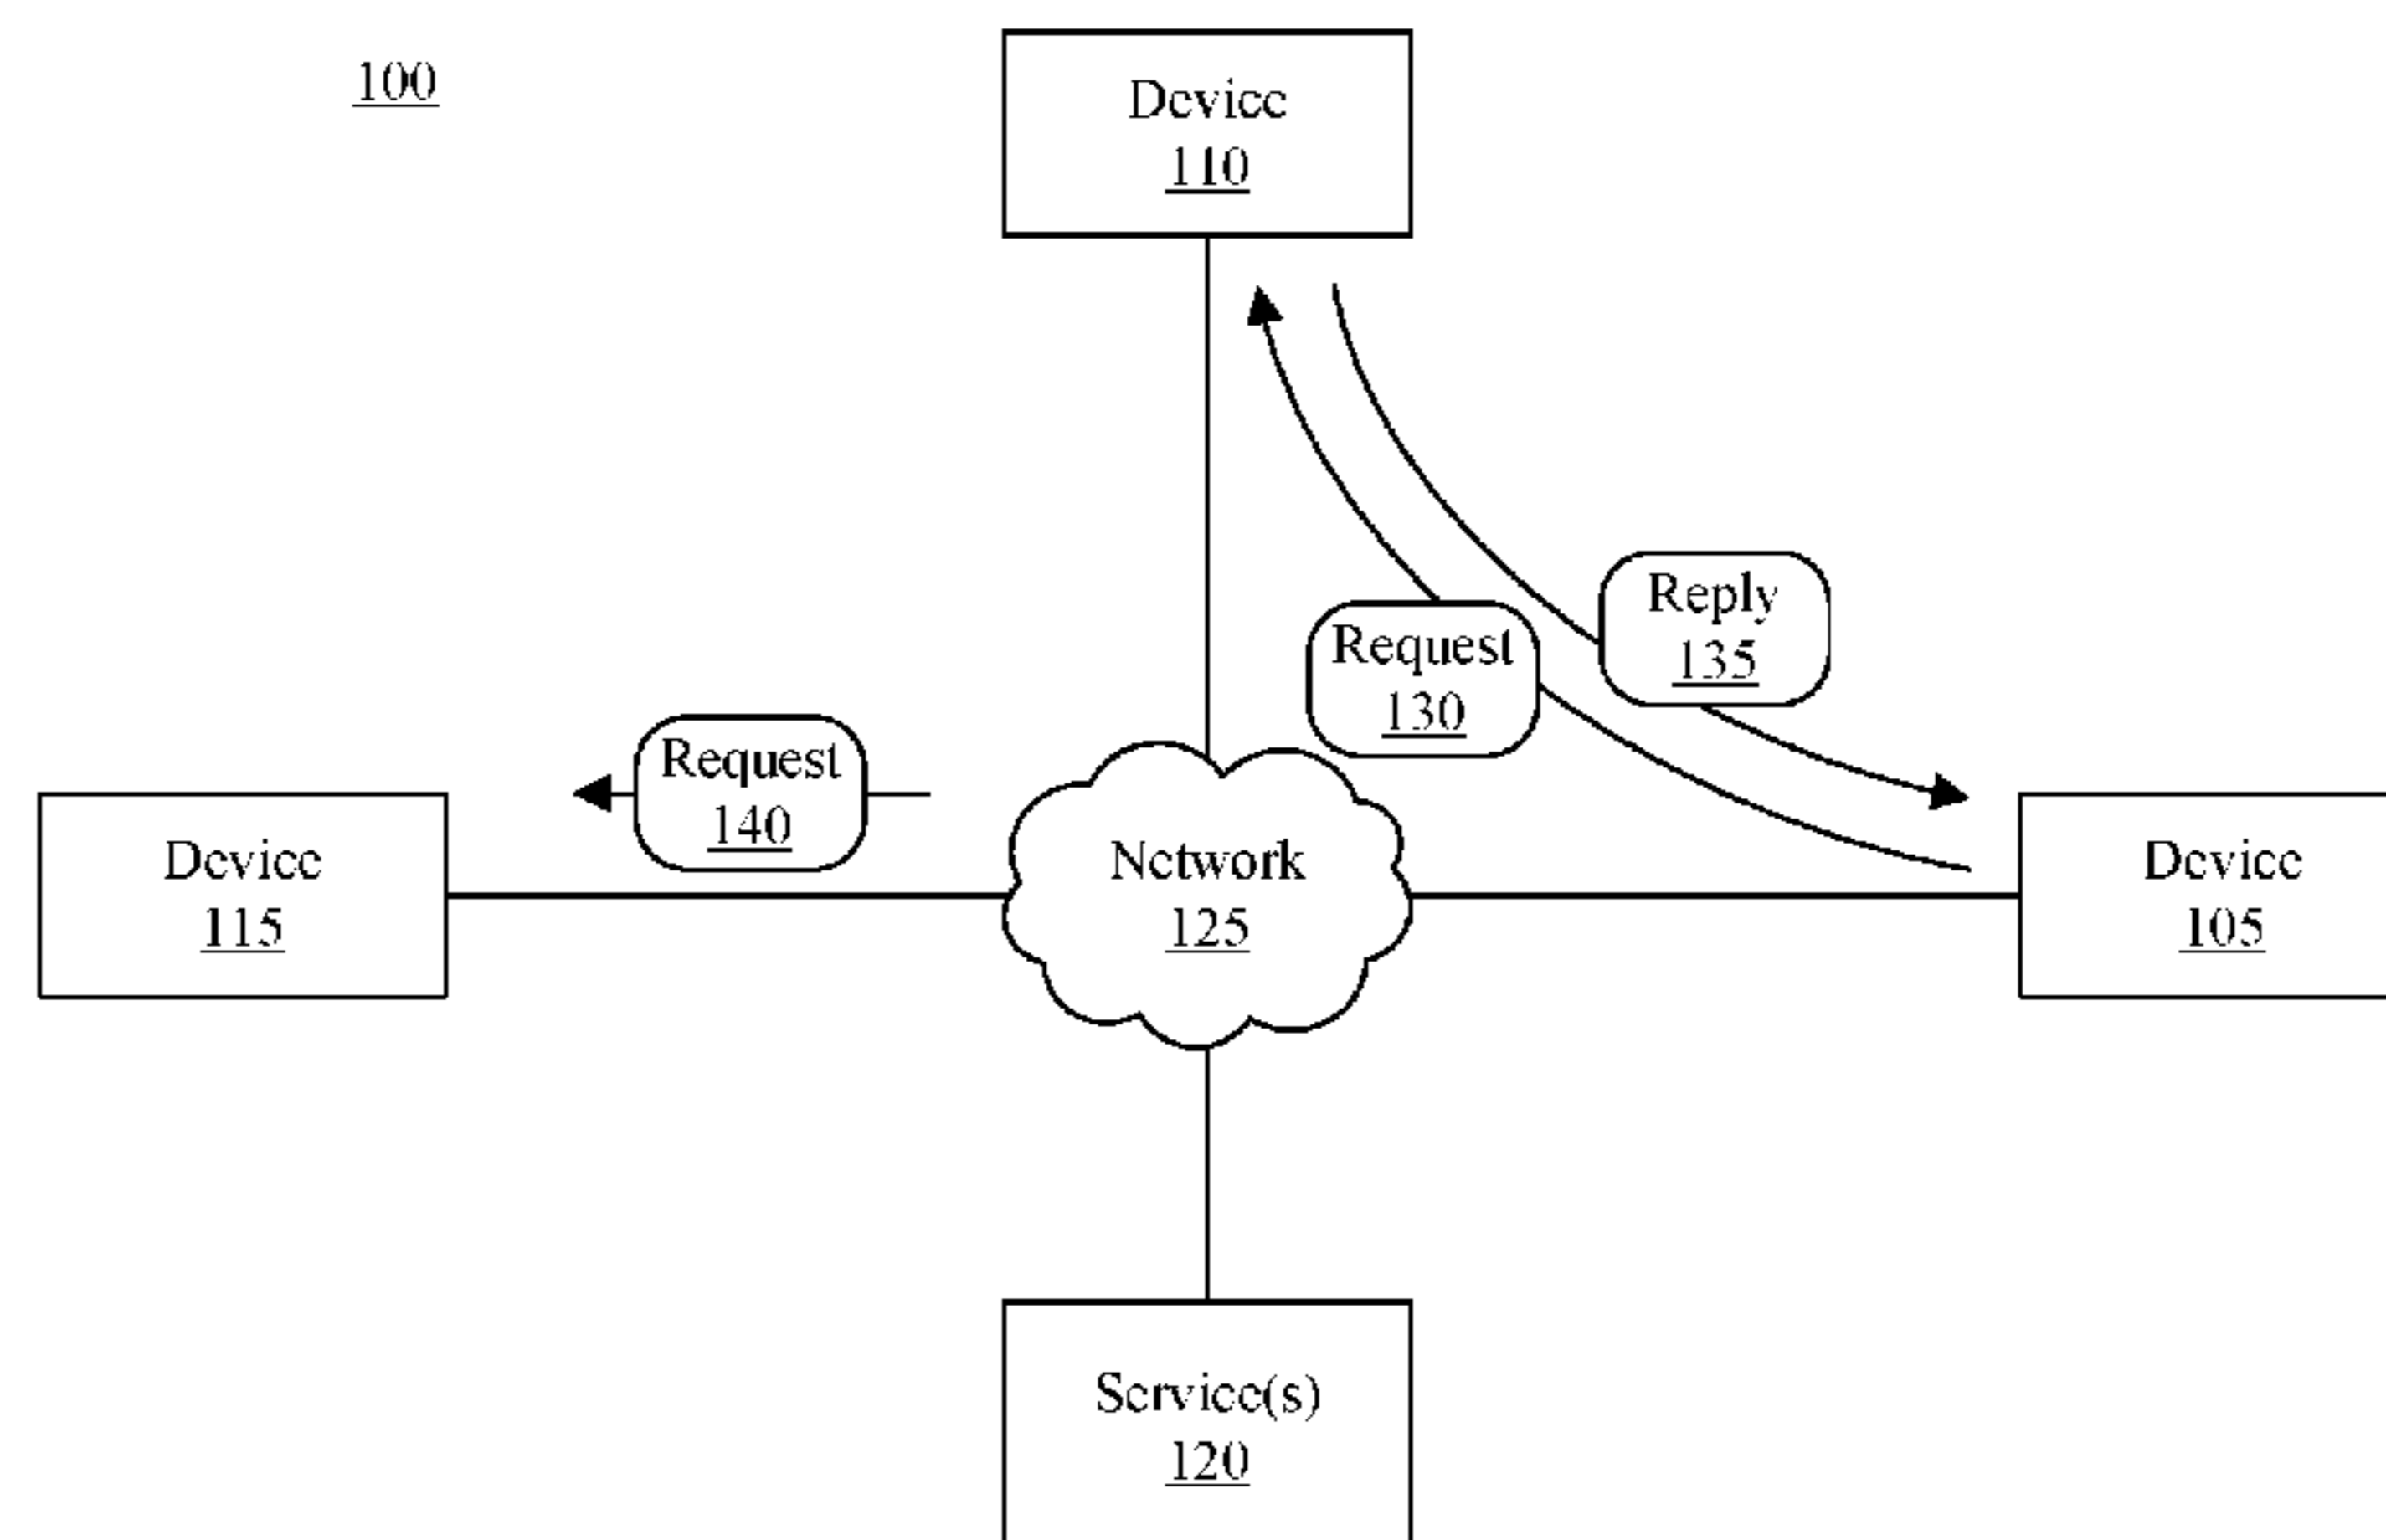 100
Device
110
Reply
135
Request
130
Request
140
Device
115
Network
125
Device
105
Service(s)
120